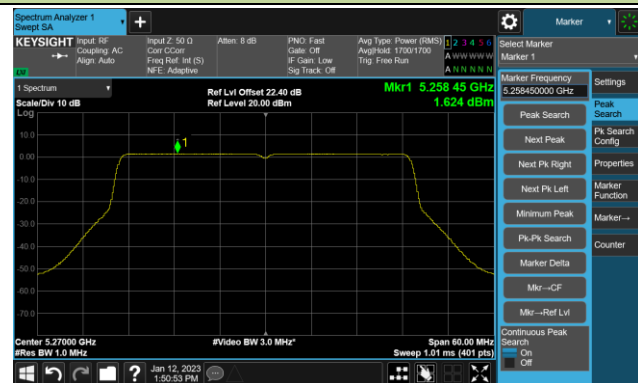 Spectrum Analyzer 1
Swept SA
+
Marker
KEYSIGHT
Input: RF
Coupling: AC
Align: Auto
Input Z: 50 Ω
Corr CCorr
Freq Ref: Int (S)
NFE: Adaptive
Atten: 8 dB
PNO: Fast
Gate: Off
IF Gain: Low
Sig Track: Off
Avg Type: Power (RMS)
Avg|Hold: 1700/1700
Trig: Free Run
1 2 3 4 5 6
A W W W W W
A N N N N N
Select Marker
Marker 1
LXI
1 Spectrum
Scale/Div 10 dB
Log
Ref Lvl Offset 22.40 dB
Ref Level 20.00 dBm
Mkr1 5.258 45 GHz
1.624 dBm
10.0
0.00
-10.0
-20.0
-30.0
-40.0
-50.0
-60.0
-70.0
1
Center 5.27000 GHz
#Res BW 1.0 MHz
#Video BW 3.0 MHz*
Span 60.00 MHz
Sweep 1.01 ms (401 pts)
Marker Frequency
5.258450000 GHz
Peak Search
Next Peak
Next Pk Right
Next Pk Left
Minimum Peak
Pk-Pk Search
Marker Delta
Mkr→CF
Mkr→Ref Lvl
Continuous Peak
Search
On
Off
Settings
Peak
Search
Pk Search
Config
Properties
Marker
Function
Marker→
Counter
?
Jan 12, 2023
1:50:53 PM